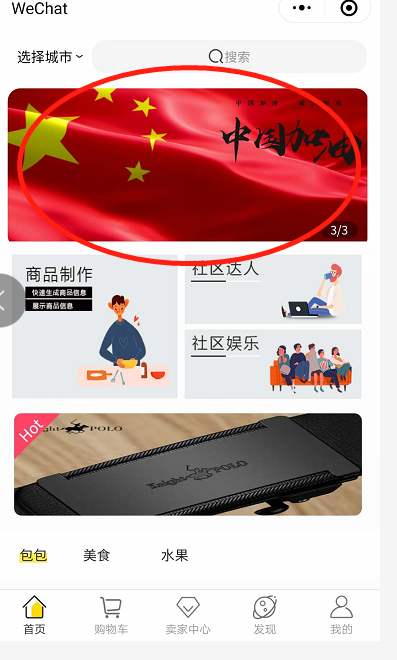 WeChat
选择城市
搜索
中国加油
3/3
商品制作
快速生成商品信息
展示商品信息
社区达人
社区娱乐
Hot
Knight POLO
Knight POLO
包包
美食
水果
首页
购物车
卖家中心
发现
我的